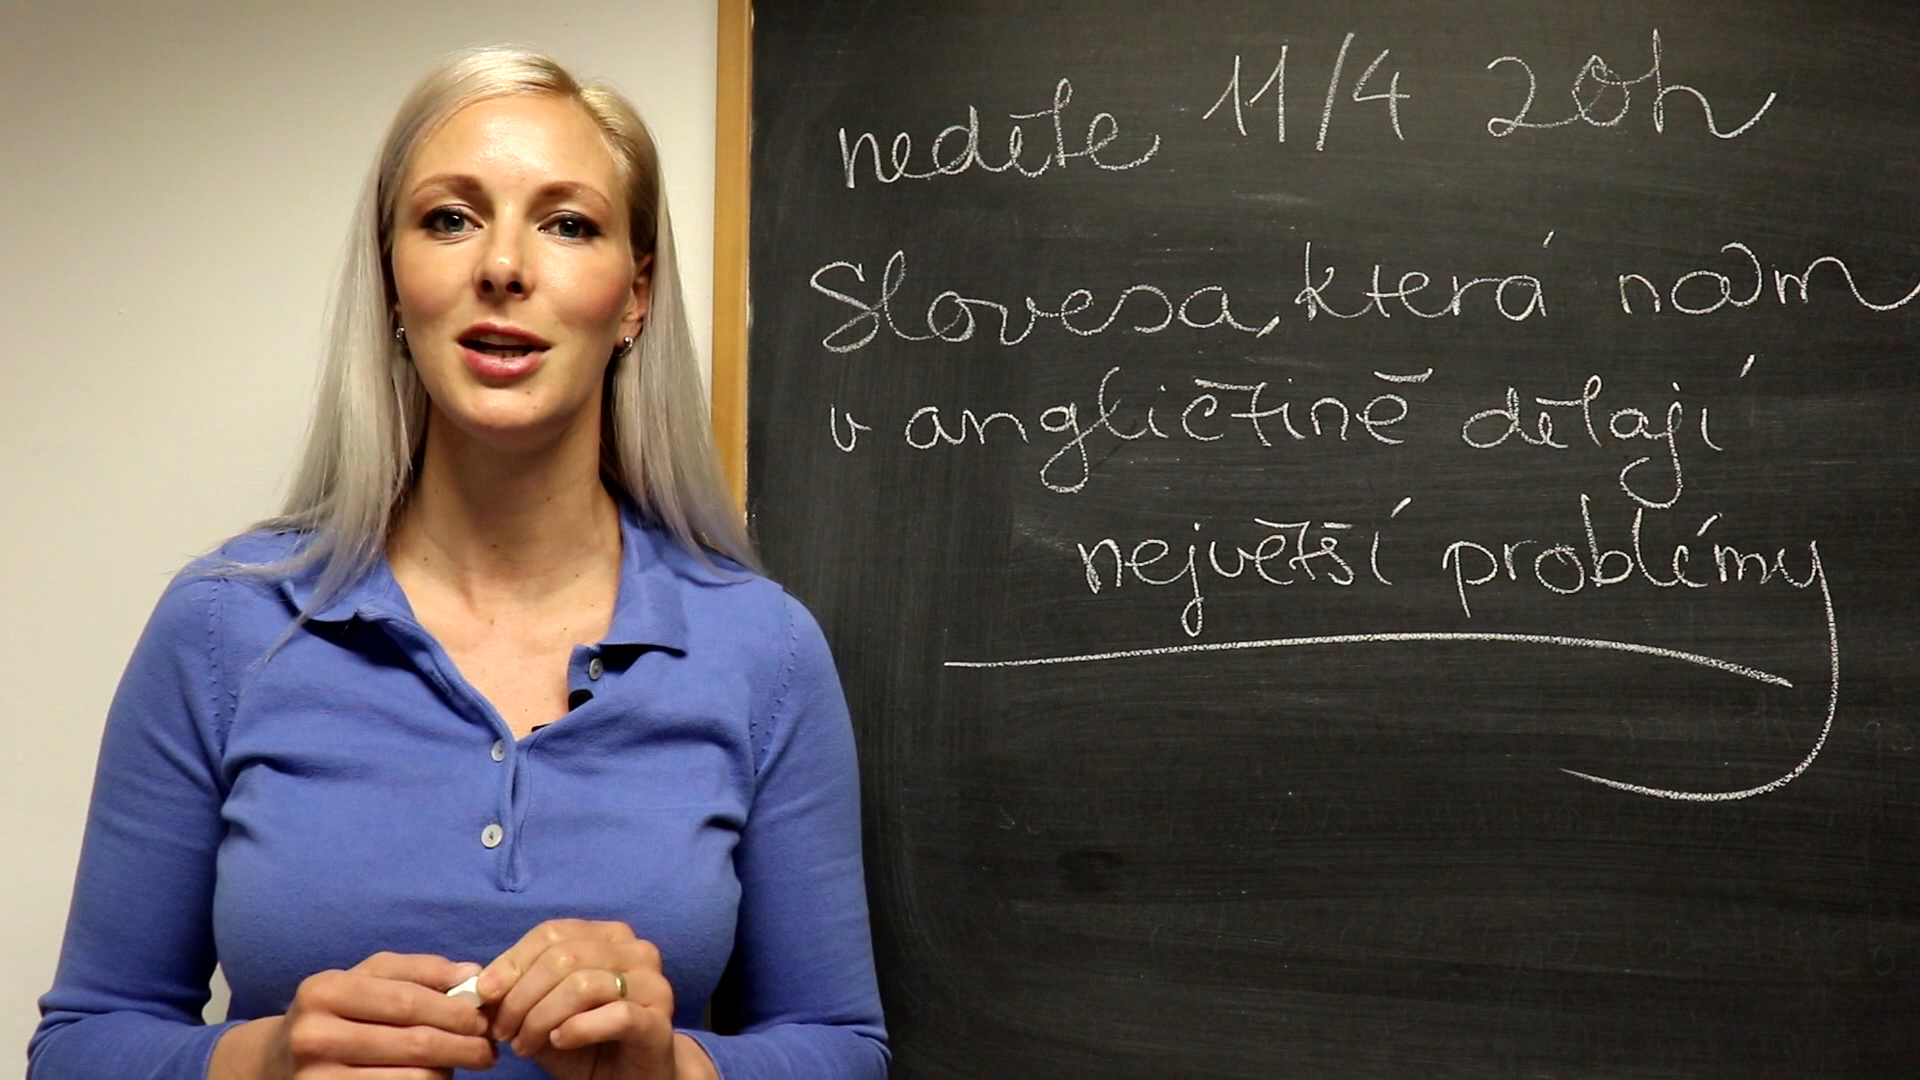 neděle 11/4 20h
Slovesa, která nám
v angličtině dělají
největší problémy